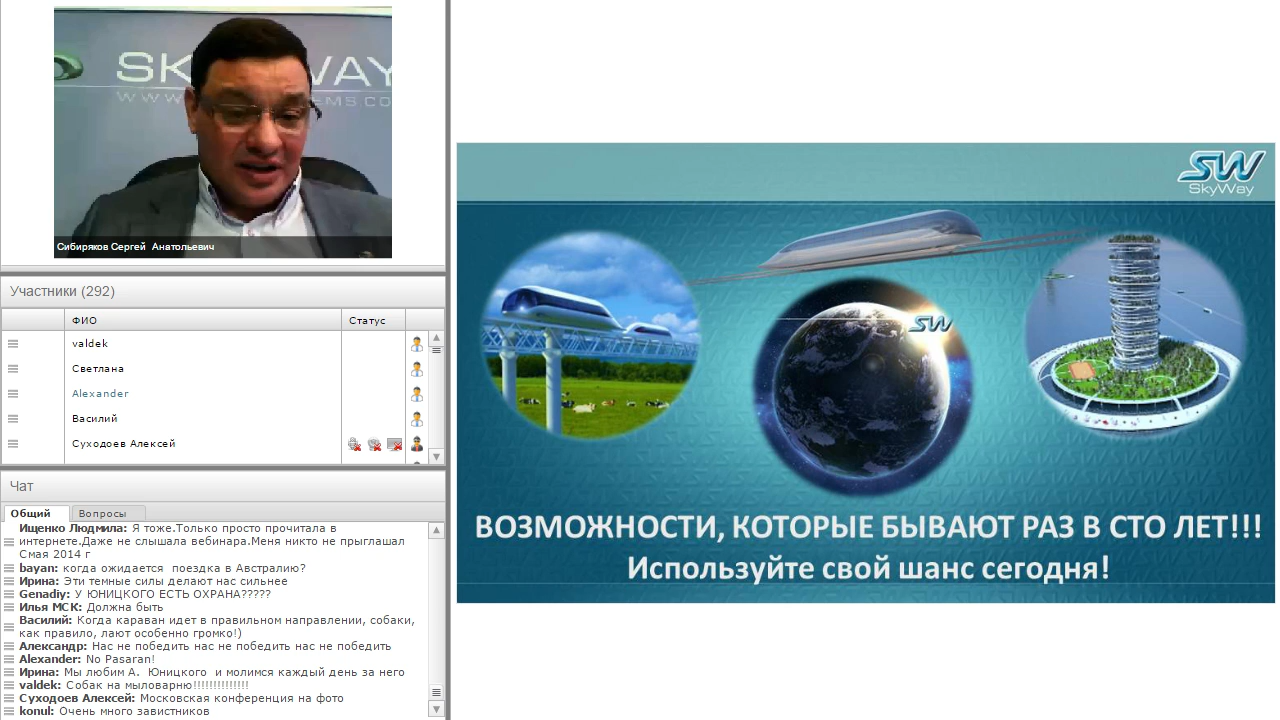 SKYWAY
Сибиряков Сергей Анатольевич
Участники (292)
ФИО
Статус
valdek
Светлана
Alexander
Василий
Суходоев Алексей
Чат
Общий
Вопросы
Ищенко Людмила: Я тоже.Только просто прочитала в
интернете.Даже не слышала вебинара.Меня никто не прыглашал
Смая 2014 г
bayan: когда ожидается поездка в Австралию?
Ирина: Эти темные силы делают нас сильнее
Genadiy: У ЮНИЦКОГО ЕСТЬ ОХРАНА?????
Илья МСК: Должна быть
Василий: Когда караван идет в правильном направлении, собаки,
как правило, лают особенно громко!)
Александр: Нас не победить нас не победить нас не победить
Alexander: No Pasaran!
Ирина: Мы любим А. Юницкого и молимся каждый день за него
valdek: Собак на мыловарню!!!!!!!!!!!!!!
Суходоев Алексей: Московская конференция на фото
konul: Очень много завистников
SW
SkyWay
SW
ВОЗМОЖНОСТИ, КОТОРЫЕ БЫВАЮТ РАЗ В СТО ЛЕТ!!!
Используйте свой шанс сегодня!